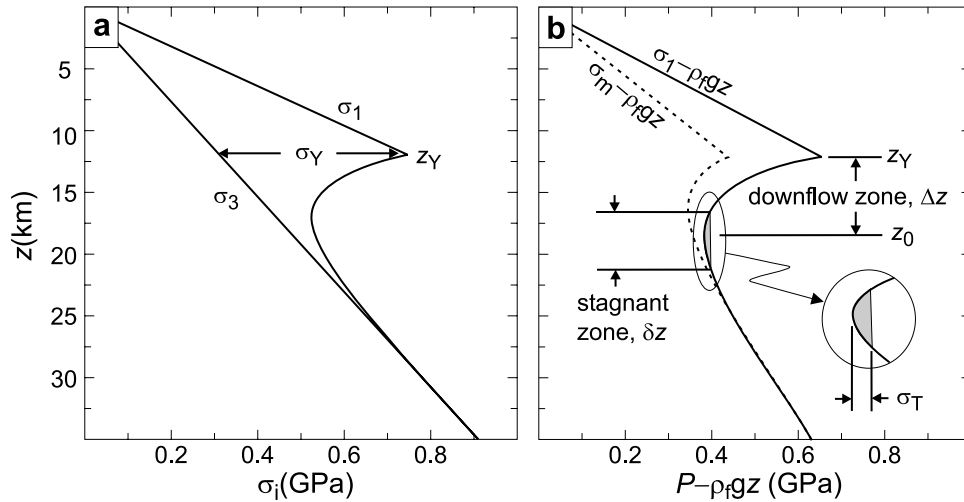 a
5
10
15
20
25
30
z(km)
σ1
σY
zY
σ3
0.2 0.4 0.6 0.8
σi(GPa)
b
σ1–ρfgz
σm–ρfgz
zY
downflow zone, Δz
z0
stagnant
zone, δz
σT
0.2 0.4 0.6 0.8
P–ρfgz (GPa)